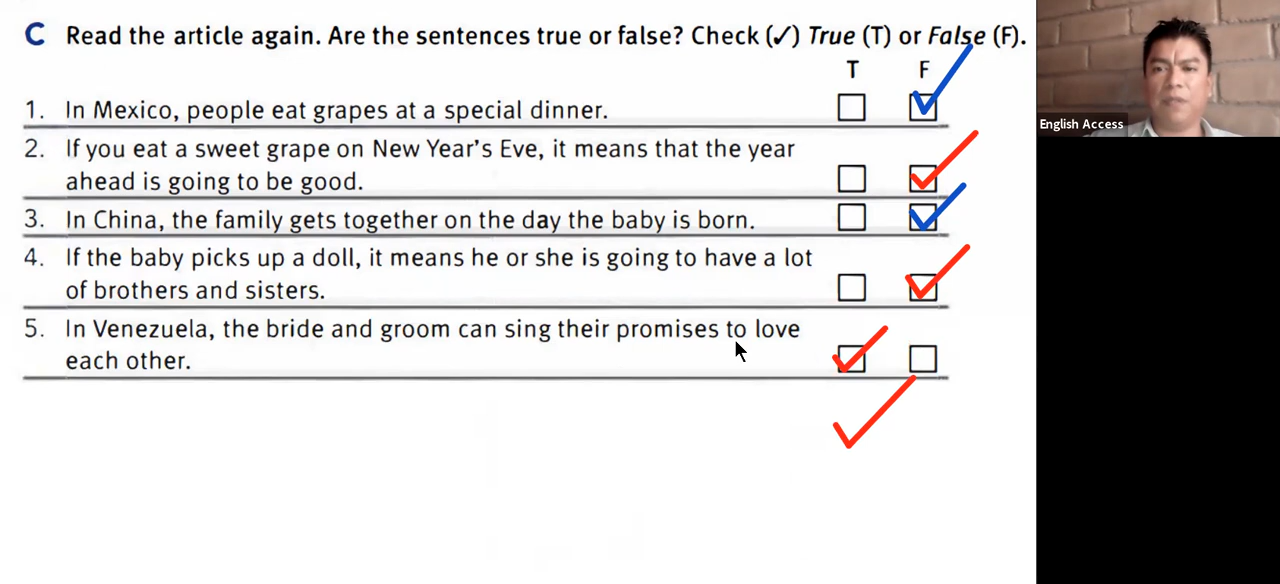 C Read the article again. Are the sentences true or false? Check (✓) True (T) or False (F).
T F
1. In Mexico, people eat grapes at a special dinner.
2. If you eat a sweet grape on New Year's Eve, it means that the year
ahead is going to be good.
3. In China, the family gets together on the day the baby is born.
4. If the baby picks up a doll, it means he or she is going to have a lot
of brothers and sisters.
5. In Venezuela, the bride and groom can sing their promises to love
each other.
English Access